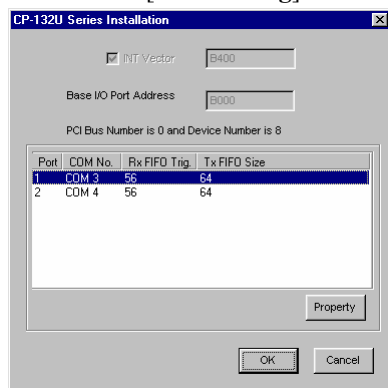 CP-132U Series Installation
INT Vector B400
Base I/O Port Address B000
PCI Bus Number is 0 and Device Number is 8
Port COM No. Rx FIFO Trig. Tx FIFO Size
1 COM 3 56 64
2 COM 4 56 64
Property
OK Cancel